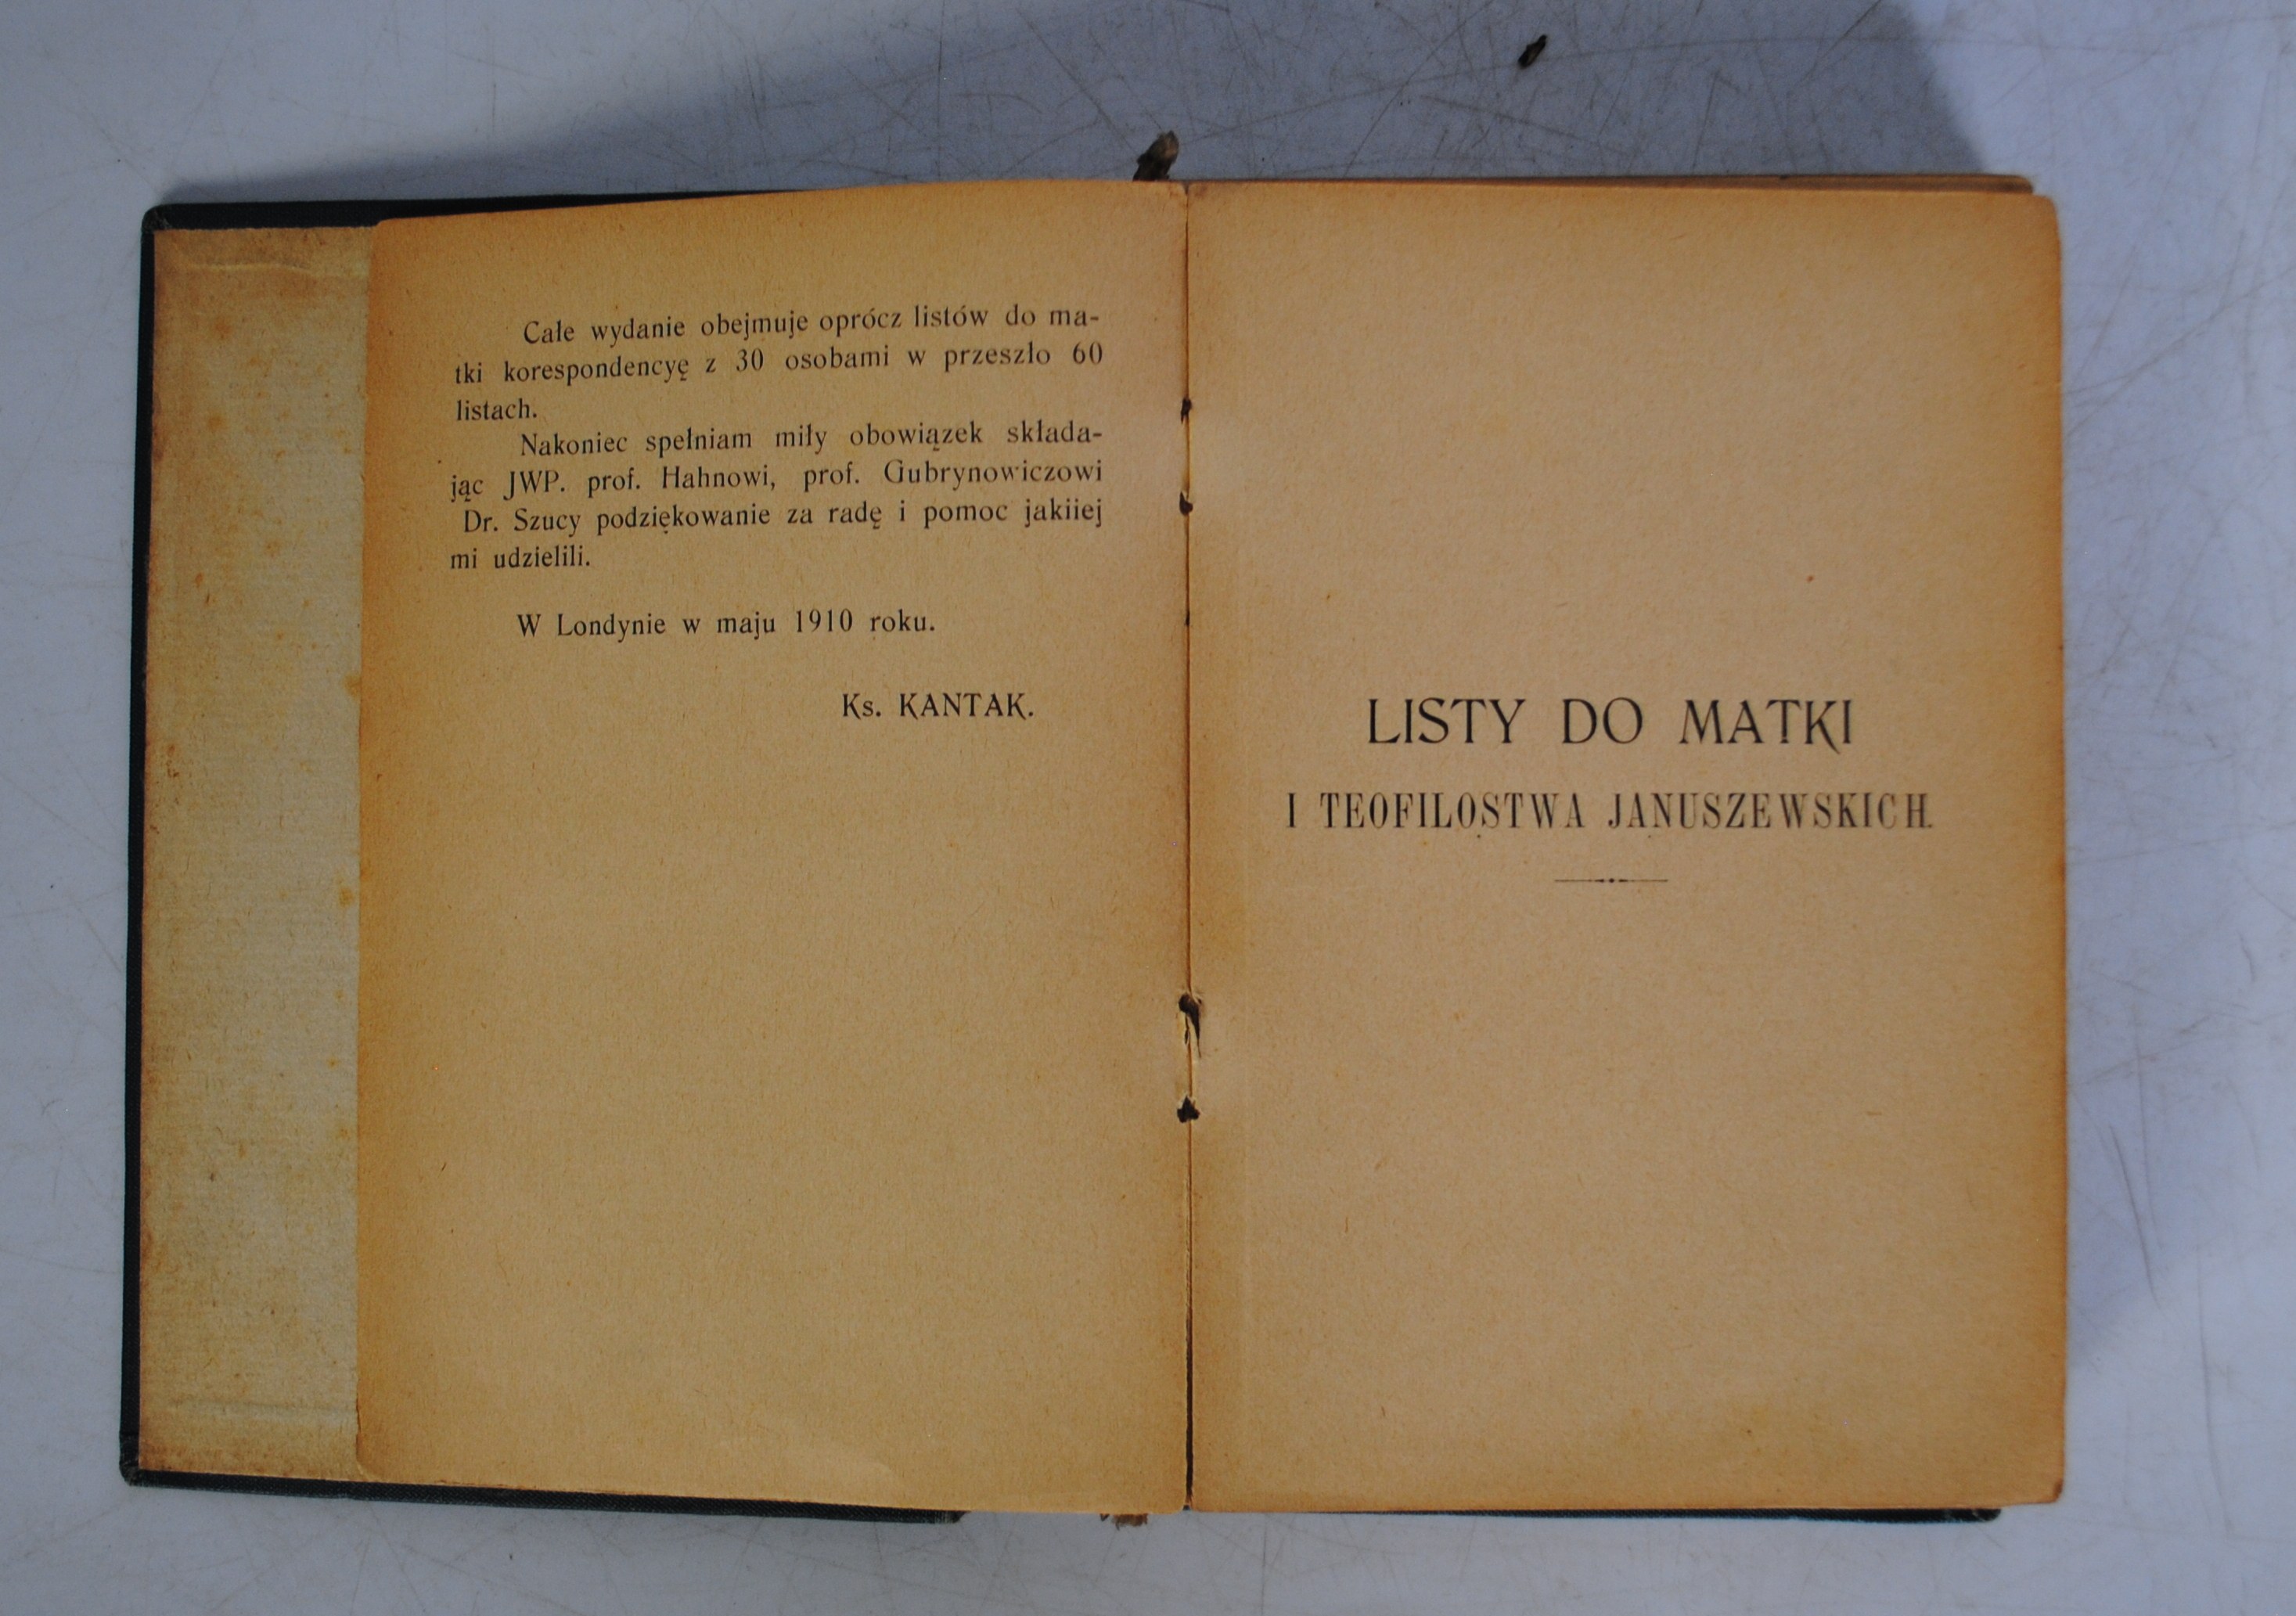 Całe wydanie obejmuje oprócz listów do ma-
tki korespondencyę z 30 osobami w przeszło 60
listach.
Nakoniec spełniam miły obowiązek składa-
jąc JWP. prof. Hahnowi, prof. Gubrynowiczowi
Dr. Szucy podziękowanie za radę i pomoc jakiiej
mi udzielili.
W Londynie w maju 1910 roku.
Ks. KANTAK.
LISTY DO MATKI
I TEOFILOSTWA JANUSZEWSKICH.